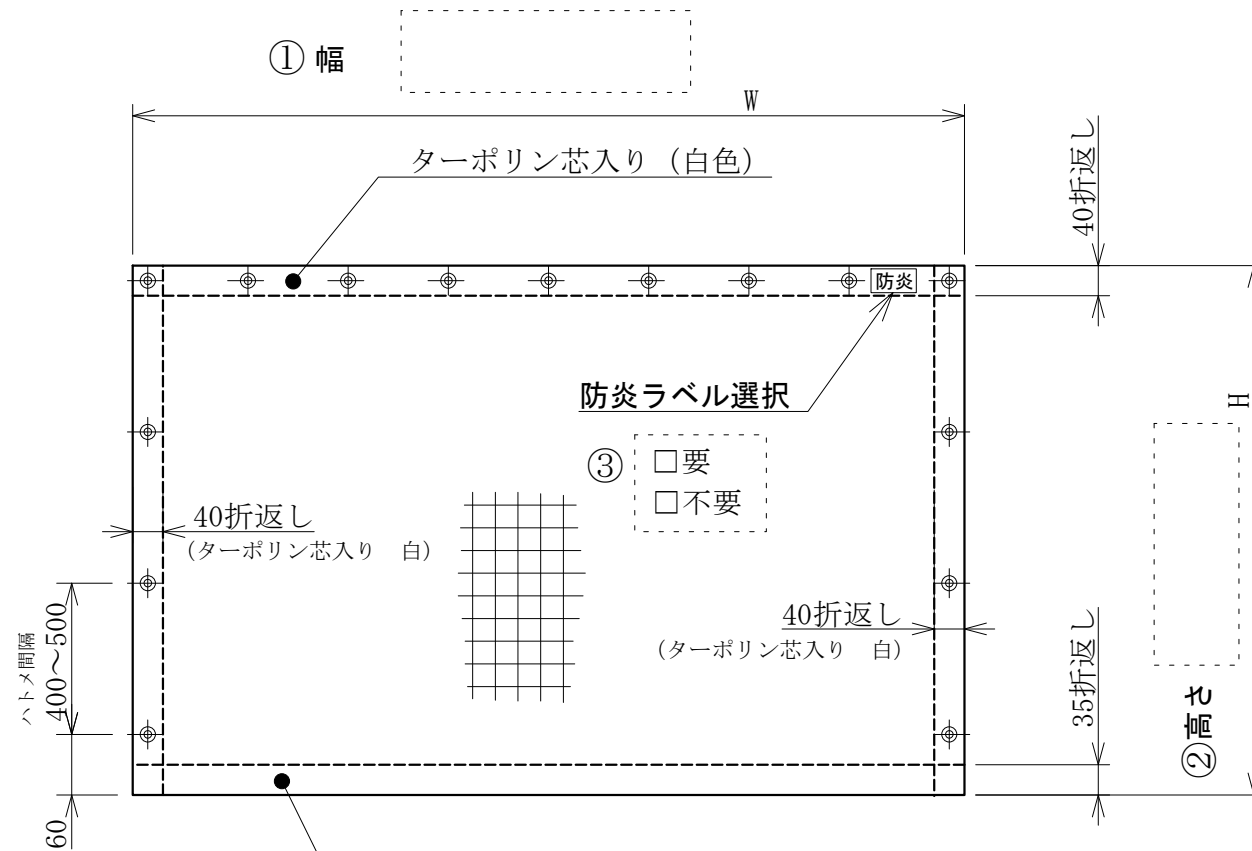 ①幅
W
ターポリン芯入り（白色）
40折返し
防炎
防炎ラベル選択
H
③
□要
□不要
40折返し
（ターポリン芯入り　白）
40折返し
（ターポリン芯入り　白）
ハトメ間隔
400～500
35折返し
②高さ
60